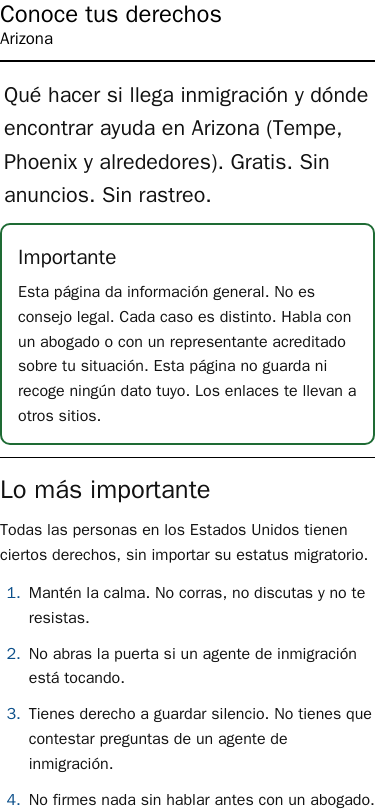 Conoce tus derechos
Arizona
Qué hacer si llega inmigración y dónde
encontrar ayuda en Arizona (Tempe,
Phoenix y alrededores). Gratis. Sin
anuncios. Sin rastreo.
Importante
Esta página da información general. No es
consejo legal. Cada caso es distinto. Habla con
un abogado o con un representante acreditado
sobre tu situación. Esta página no guarda ni
recoge ningún dato tuyo. Los enlaces te llevan a
otros sitios.
Lo más importante
Todas las personas en los Estados Unidos tienen
ciertos derechos, sin importar su estatus migratorio.
1. Mantén la calma. No corras, no discutas y no te
resistas.
2. No abras la puerta si un agente de inmigración
está tocando.
3. Tienes derecho a guardar silencio. No tienes que
contestar preguntas de un agente de
inmigración.
4. No firmes nada sin hablar antes con un abogado.